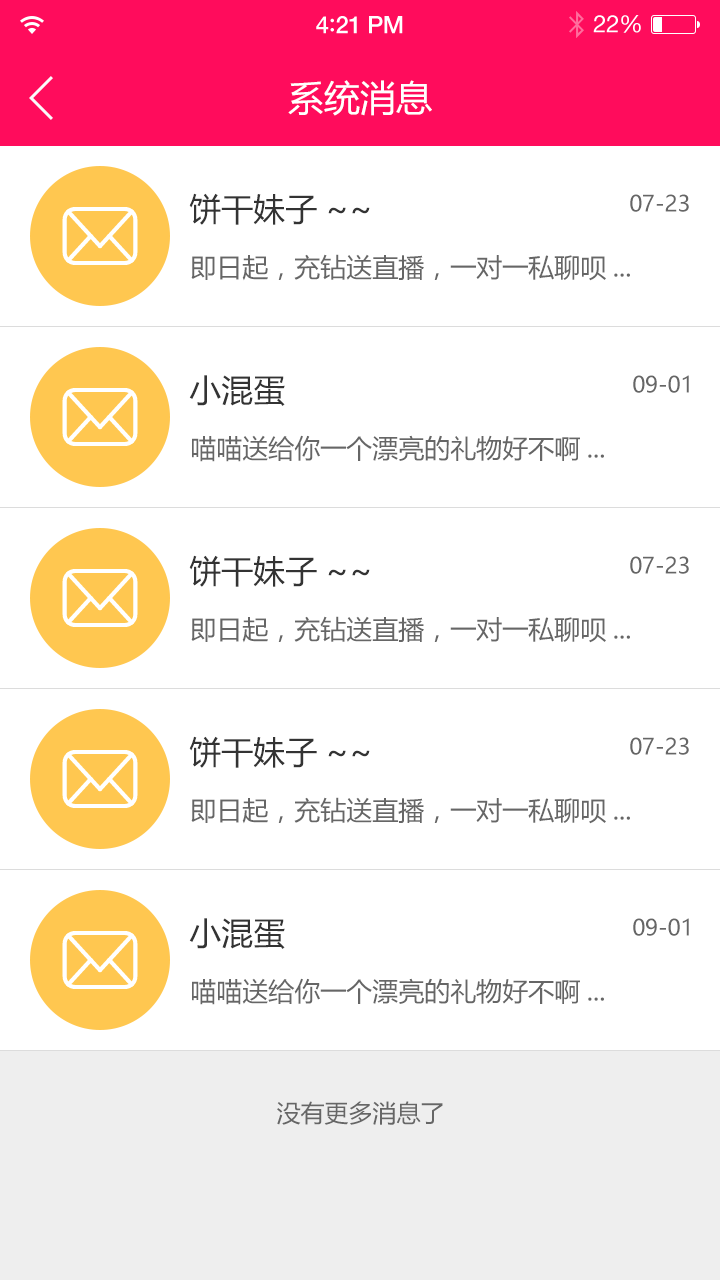 4:21 PM 22%
系统消息
饼干妹子 ~~ 07-23
即日起，充钻送直播，一对一私聊呗 ...
小混蛋 09-01
喵喵送给你一个漂亮的礼物好不啊 ...
饼干妹子 ~~ 07-23
即日起，充钻送直播，一对一私聊呗 ...
饼干妹子 ~~ 07-23
即日起，充钻送直播，一对一私聊呗 ...
小混蛋 09-01
喵喵送给你一个漂亮的礼物好不啊 ...
没有更多消息了